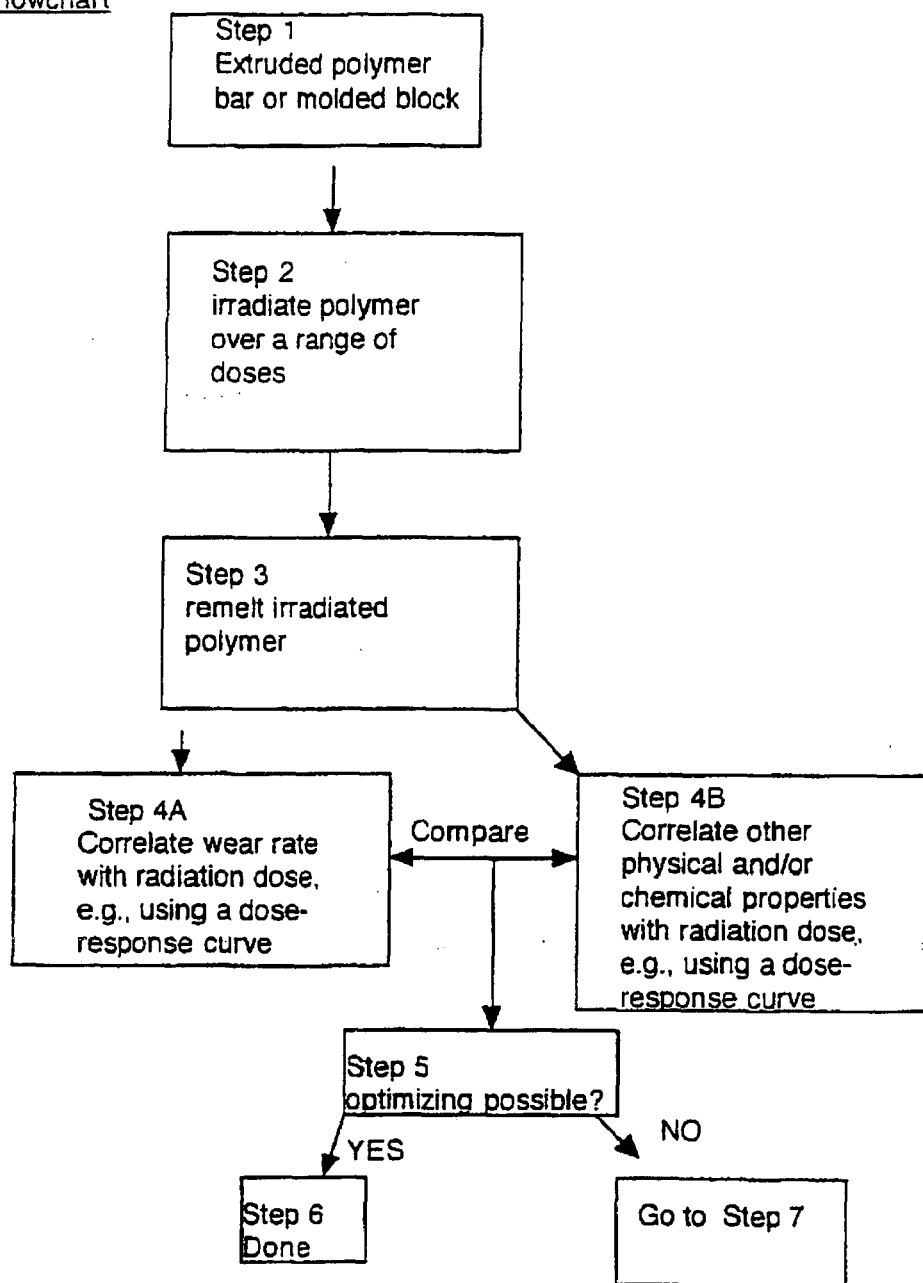 Step 1
Extruded polymer
bar or molded block
Step 2
irradiate polymer
over a range of
doses
Step 3
remelt irradiated
polymer
Step 4A
Correlate wear rate
with radiation dose,
e.g., using a dose-
response curve
Compare
Step 4B
Correlate other
physical and/or
chemical properties
with radiation dose,
e.g., using a dose-
response curve
Step 5
optimizing possible?
YES
NO
Step 6
Done
Go to Step 7